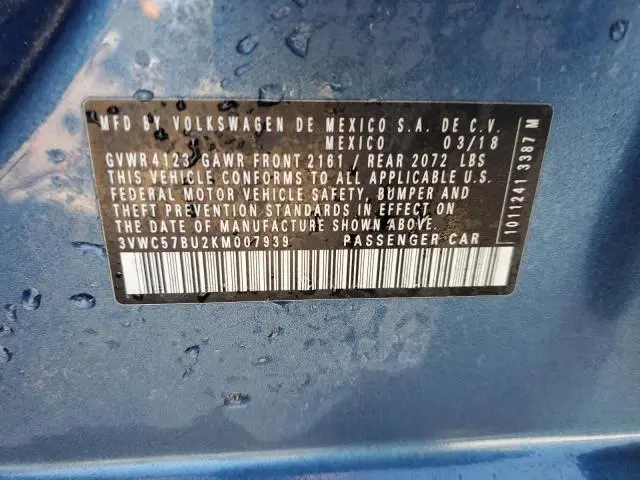 MFD BY VOLKSWAGEN DE MEXICO S.A. DE C.V.
MEXICO 03/18
GVWR 4123 GAWR FRONT 2161 / REAR 2072 LBS
THIS VEHICLE CONFORMS TO ALL APPLICABLE U.S.
FEDERAL MOTOR VEHICLE SAFETY, BUMPER AND
THEFT PREVENTION STANDARDS IN EFFECT ON
THE DATE OF MANUFACTURE SHOWN ABOVE.
3VWC57BU2KM007939 PASSENGER CAR
1011241 3387 M